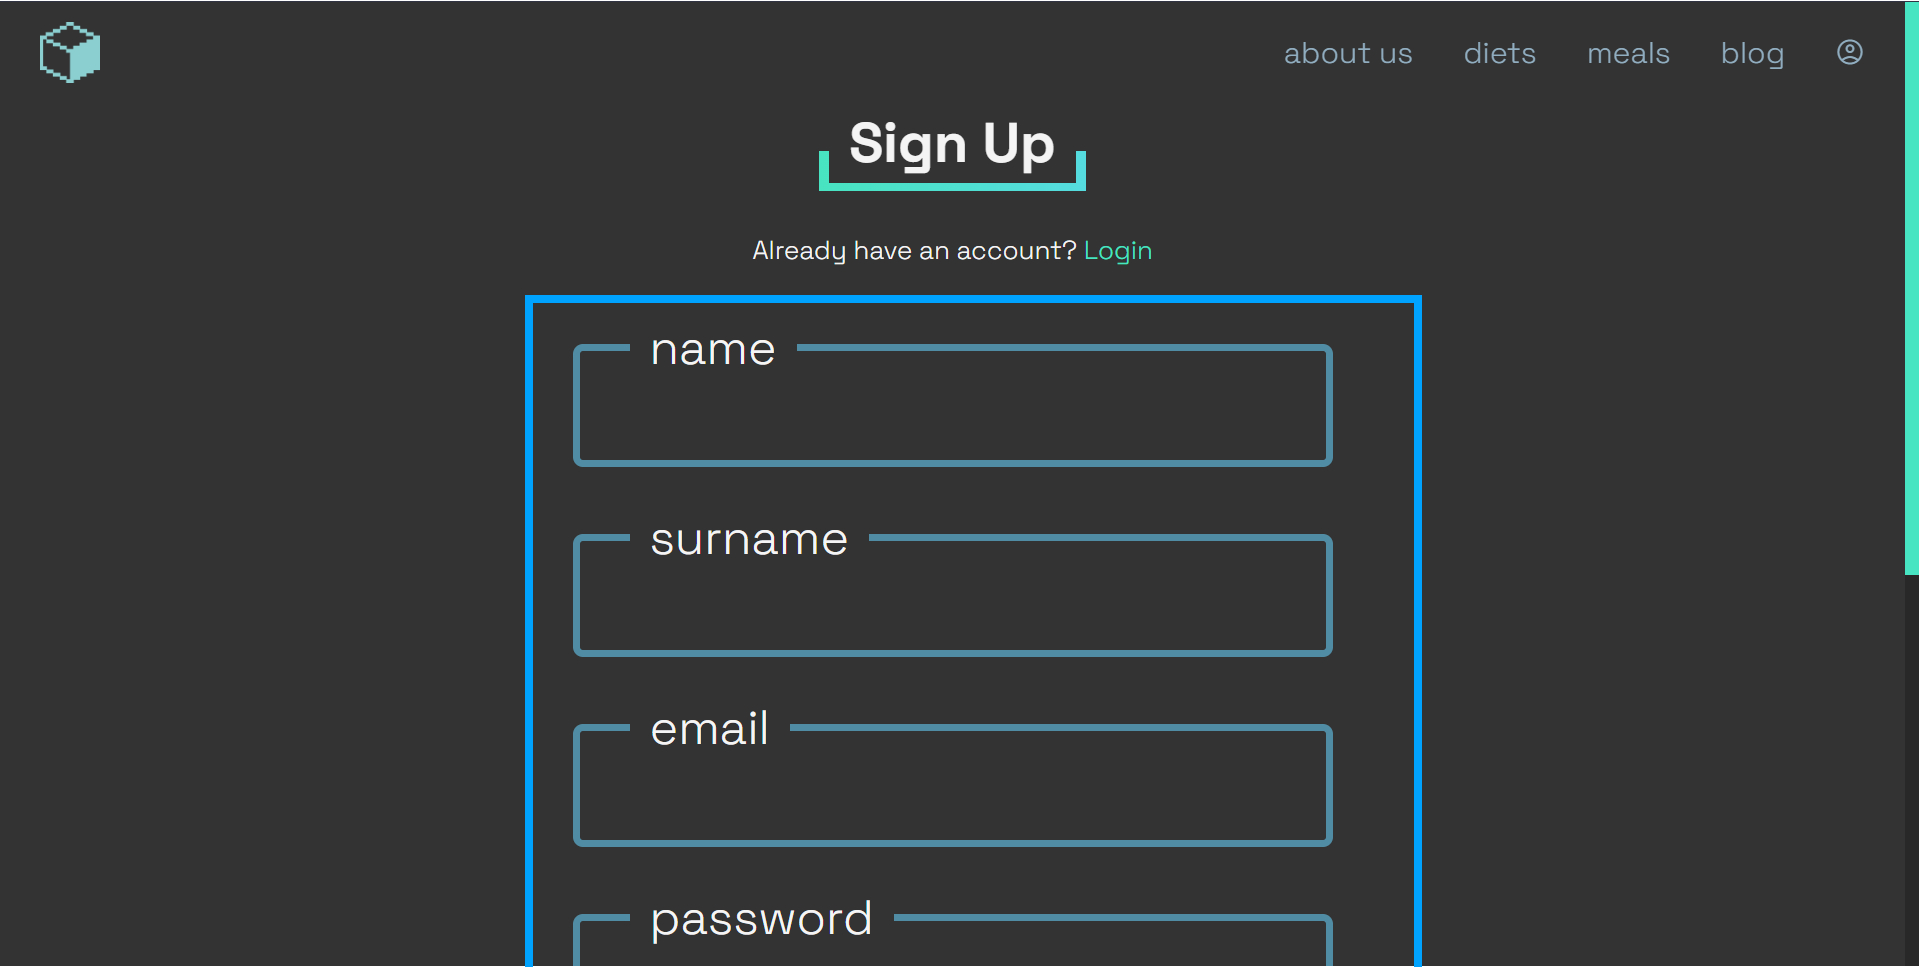 about us diets meals blog
Sign Up
Already have an account? Login
name
surname
email
password